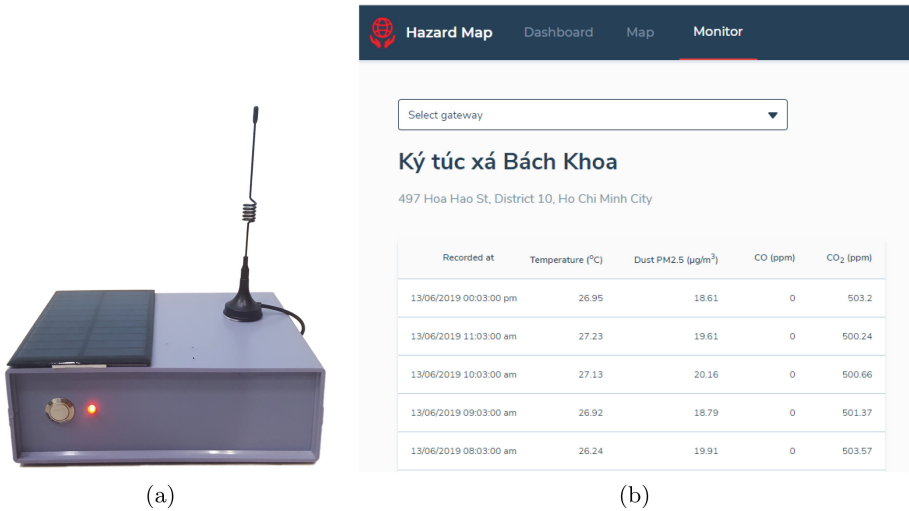 Hazard Map Dashboard Map Monitor
Select gateway
Ký túc xá Bách Khoa
497 Hoa Hao St, District 10, Ho Chi Minh City
Recorded at Temperature (⁰C) Dust PM2.5 (µg/m³) CO (ppm) CO₂ (ppm)
13/06/2019 00:03:00 pm 26.95 18.61 0 503.2
13/06/2019 11:03:00 am 27.23 19.61 0 500.24
13/06/2019 10:03:00 am 27.13 20.16 0 500.66
13/06/2019 09:03:00 am 26.92 18.79 0 501.37
13/06/2019 08:03:00 am 26.24 19.91 0 503.57
(a) (b)